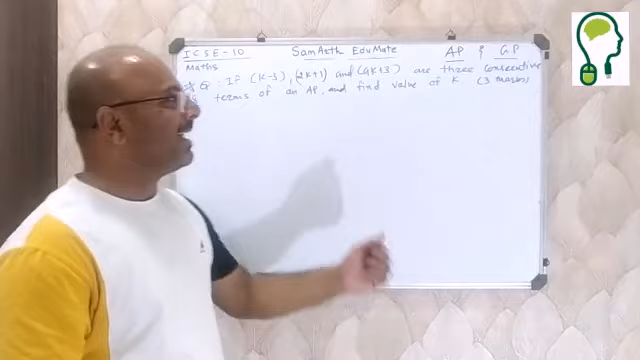 ICSE-10 SamArth EduMate AP & GP
Maths
Q. If (K-3), (2K+1) and (4K+3) are three consecutive
terms of an AP, and find value of K (3 marks)